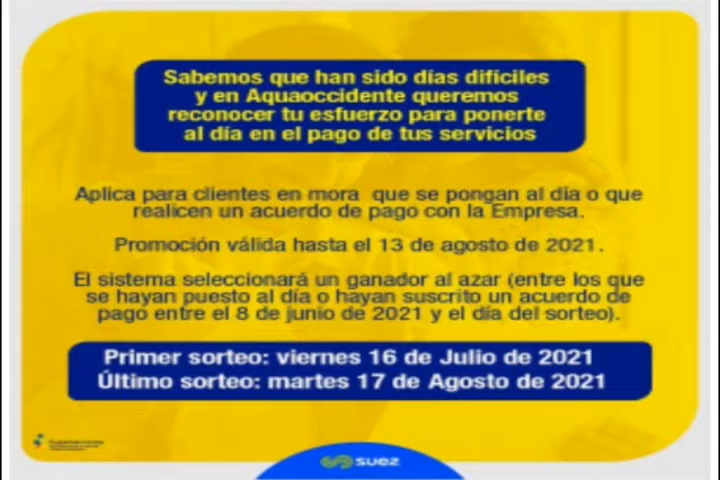 Sabemos que han sido días difíciles
y en Aquaoccidente queremos
reconocer tu esfuerzo para ponerte
al día en el pago de tus servicios
Aplica para clientes en mora que se pongan al día o que
realicen un acuerdo de pago con la Empresa.
Promoción válida hasta el 13 de agosto de 2021.
El sistema seleccionará un ganador al azar (entre los que
se hayan puesto al día o hayan suscrito un acuerdo de
pago entre el 8 de junio de 2021 y el día del sorteo).
Primer sorteo: viernes 16 de Julio de 2021
Último sorteo: martes 17 de Agosto de 2021
suez